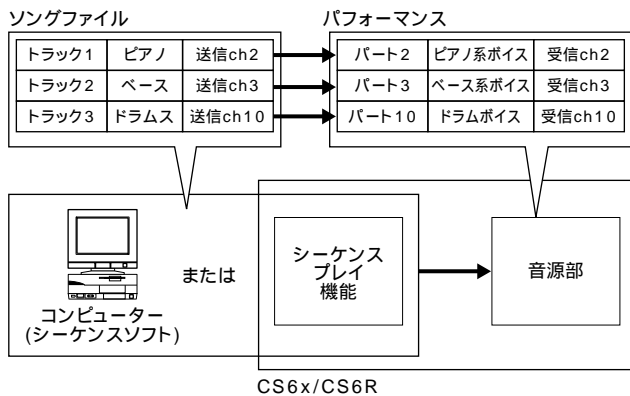 ソングファイル
パフォーマンス
トラック1 ピアノ 送信ch2
トラック2 ベース 送信ch3
トラック3 ドラムス 送信ch10
パート2 ピアノ系ボイス 受信ch2
パート3 ベース系ボイス 受信ch3
パート10 ドラムボイス 受信ch10
コンピューター
(シーケンスソフト)
または
シーケンス
プレイ
機能
音源部
CS6x/CS6R